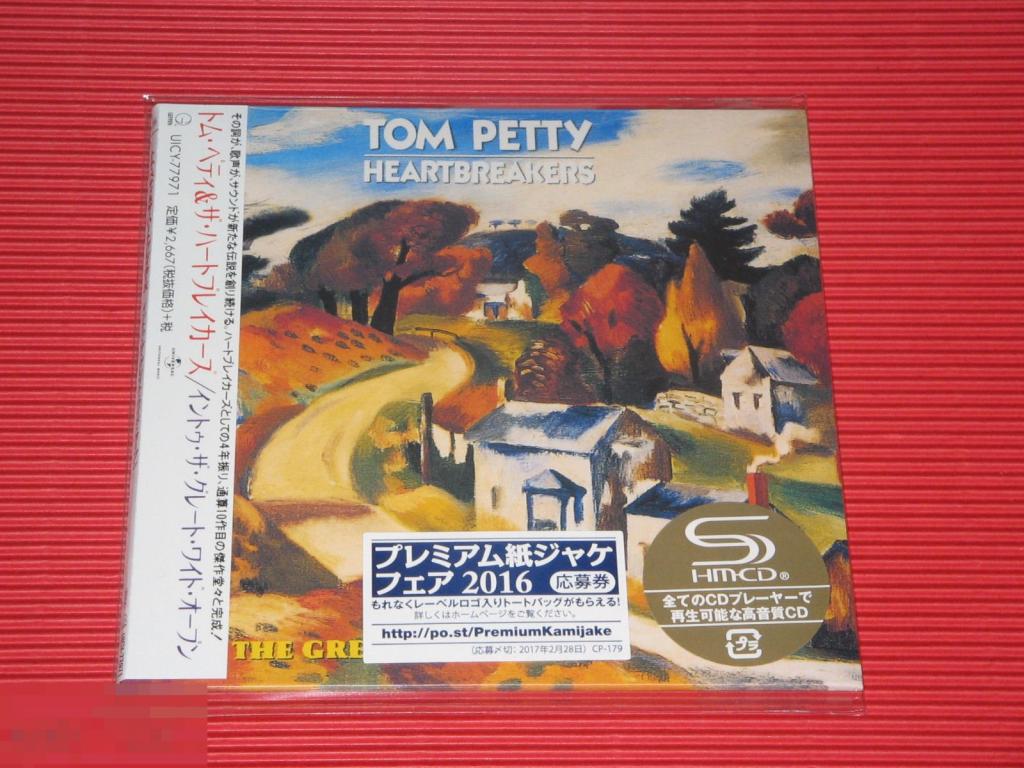 TOM PETTY
HEARTBREAKERS
その詞が、歌声が、サウンドが新たな伝説を創り続ける。ハートブレイカーズとしての4年振り、通算10作目の傑作堂々と完成!
トム・ペティ&ザ・ハートブレイカーズ/イントゥ・ザ・グレート・ワイド・オープン
UICY-77971 定価¥2,667(税抜価格)+税
UNIVERSAL
THE GRE
プレミアム紙ジャケ
フェア 2016 応募券
もれなくレーベルロゴ入りトートバッグがもらえる!
詳しくはホームページをご覧ください。
http://po.st/PremiumKamijake
(応募〆切:2017年2月28日) CP-179
SHM-CD®
全てのCDプレーヤーで
再生可能な高音質CD
プラ